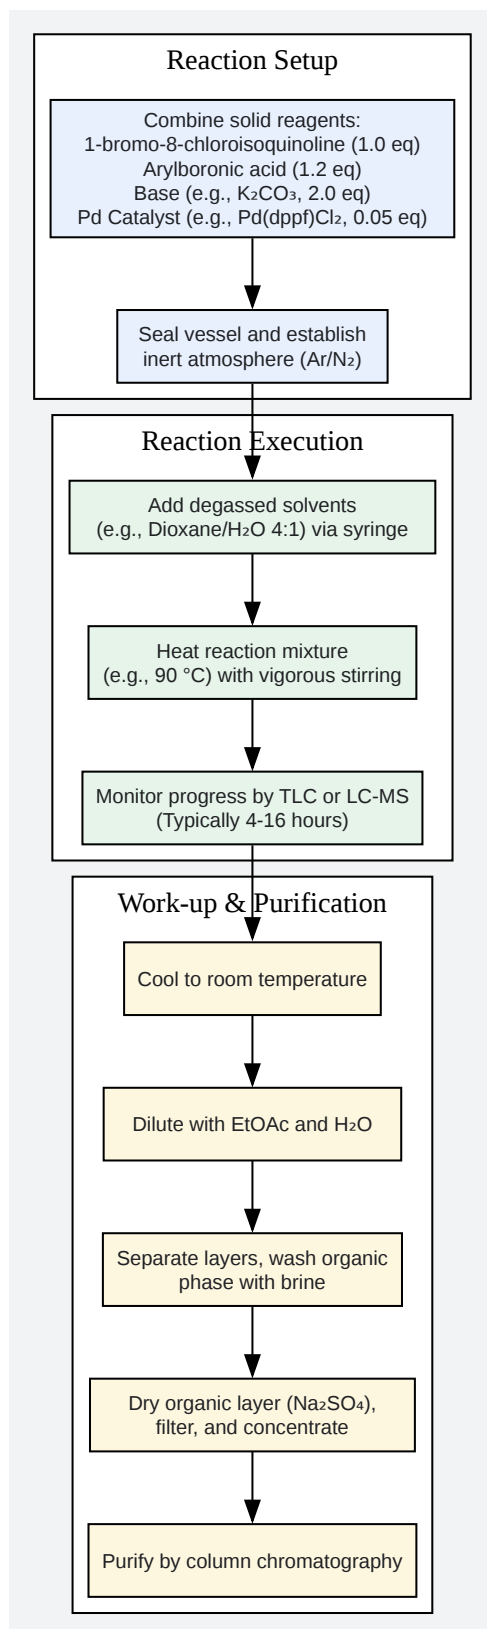 Reaction Setup
Combine solid reagents:
1-bromo-8-chloroisoquinoline (1.0 eq)
Arylboronic acid (1.2 eq)
Base (e.g., K₂CO₃, 2.0 eq)
Pd Catalyst (e.g., Pd(dppf)Cl₂, 0.05 eq)
Seal vessel and establish
inert atmosphere (Ar/N₂)
Reaction Execution
Add degassed solvents
(e.g., Dioxane/H₂O 4:1) via syringe
Heat reaction mixture
(e.g., 90 °C) with vigorous stirring
Monitor progress by TLC or LC-MS
(Typically 4-16 hours)
Work-up & Purification
Cool to room temperature
Dilute with EtOAc and H₂O
Separate layers, wash organic
phase with brine
Dry organic layer (Na₂SO₄),
filter, and concentrate
Purify by column chromatography